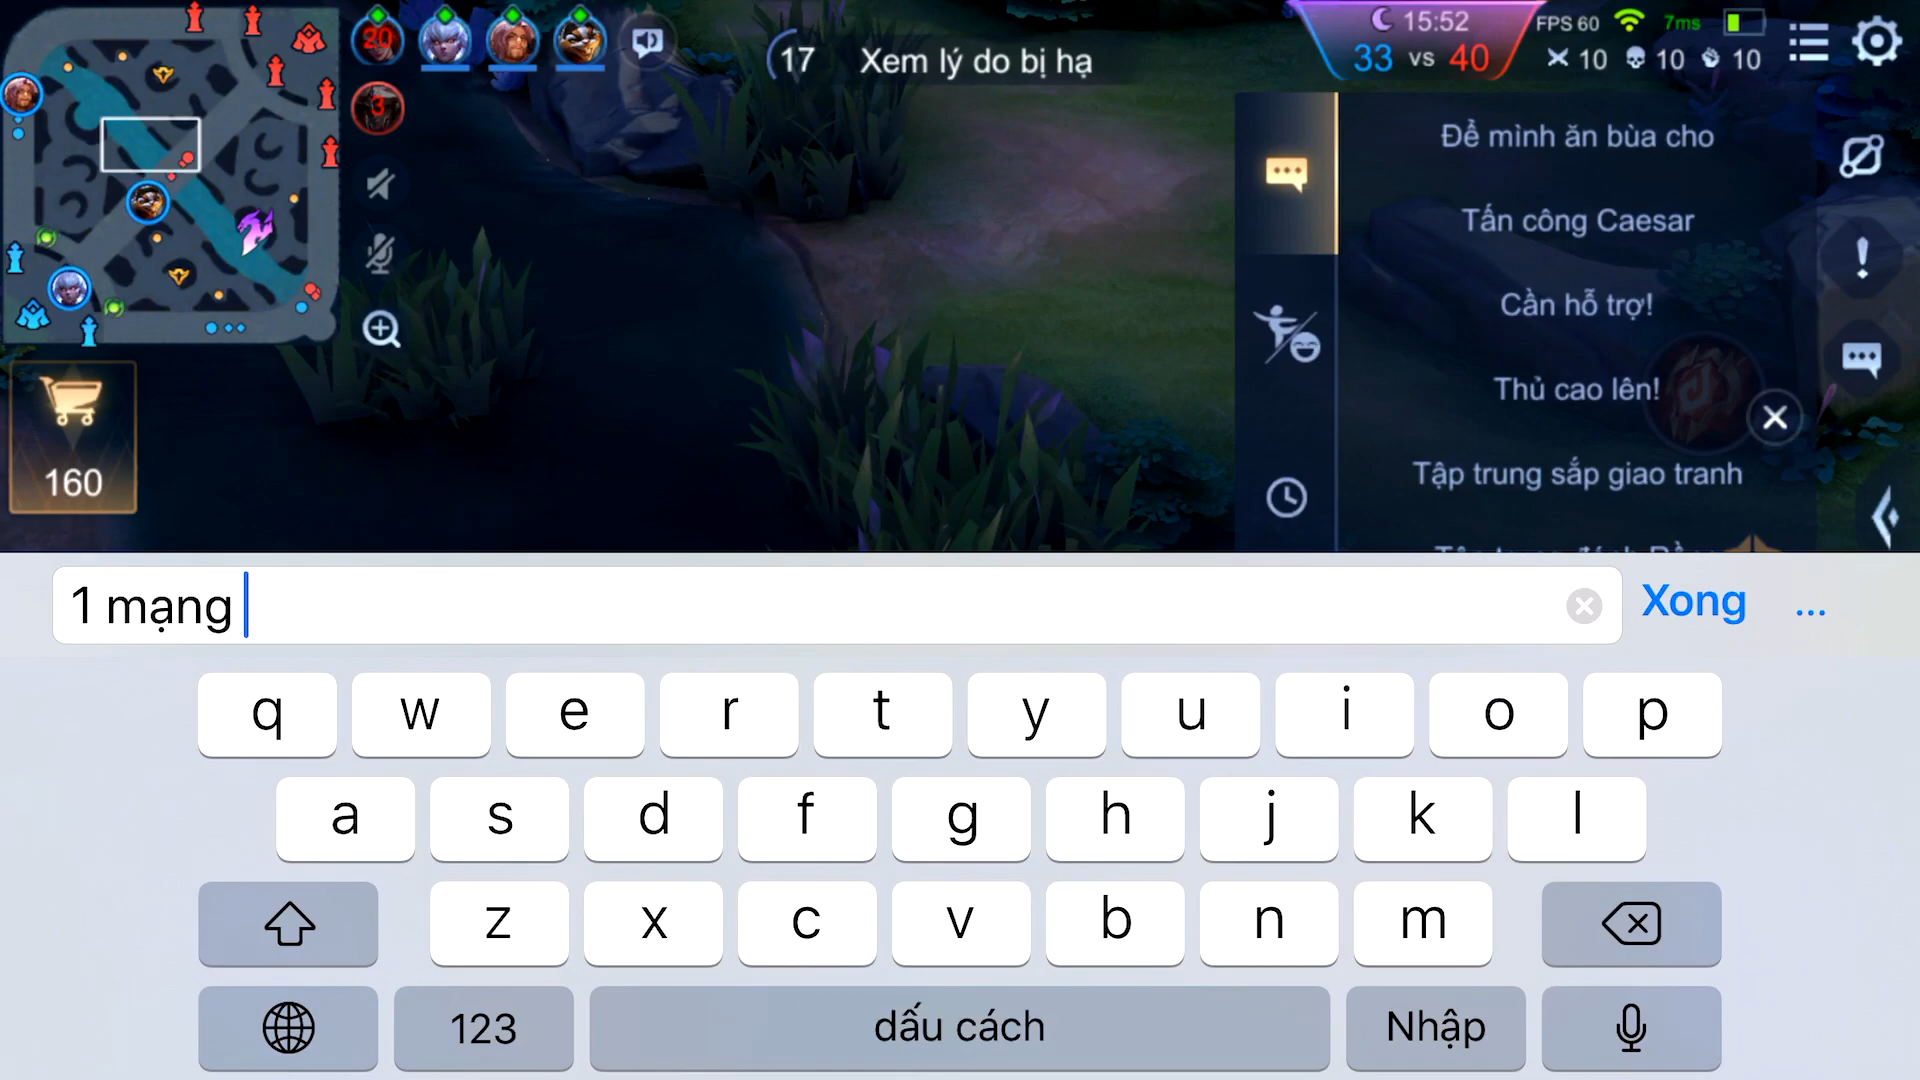 20
3
17 Xem lý do bị hạ
15:52
33 vs 40
FPS 60 7ms
10 10 10
Để mình ăn bùa cho
Tấn công Caesar
Cần hỗ trợ!
Thủ cao lên!
Tập trung sắp giao tranh
160
1 mạng
Xong ...
q w e r t y u i o p
a s d f g h j k l
z x c v b n m
123 dấu cách Nhập